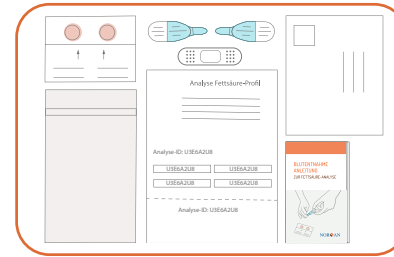 Analyse Fettsäure-Profil
Analyse-ID: U3E6A2U8
U3E6A2U8 U3E6A2U8
U3E6A2U8 U3E6A2U8
Analyse-ID: U3E6A2U8
BLUTENTNAHME
ANLEITUNG
ZUR FETTSÄURE-ANALYSE
NORSAN